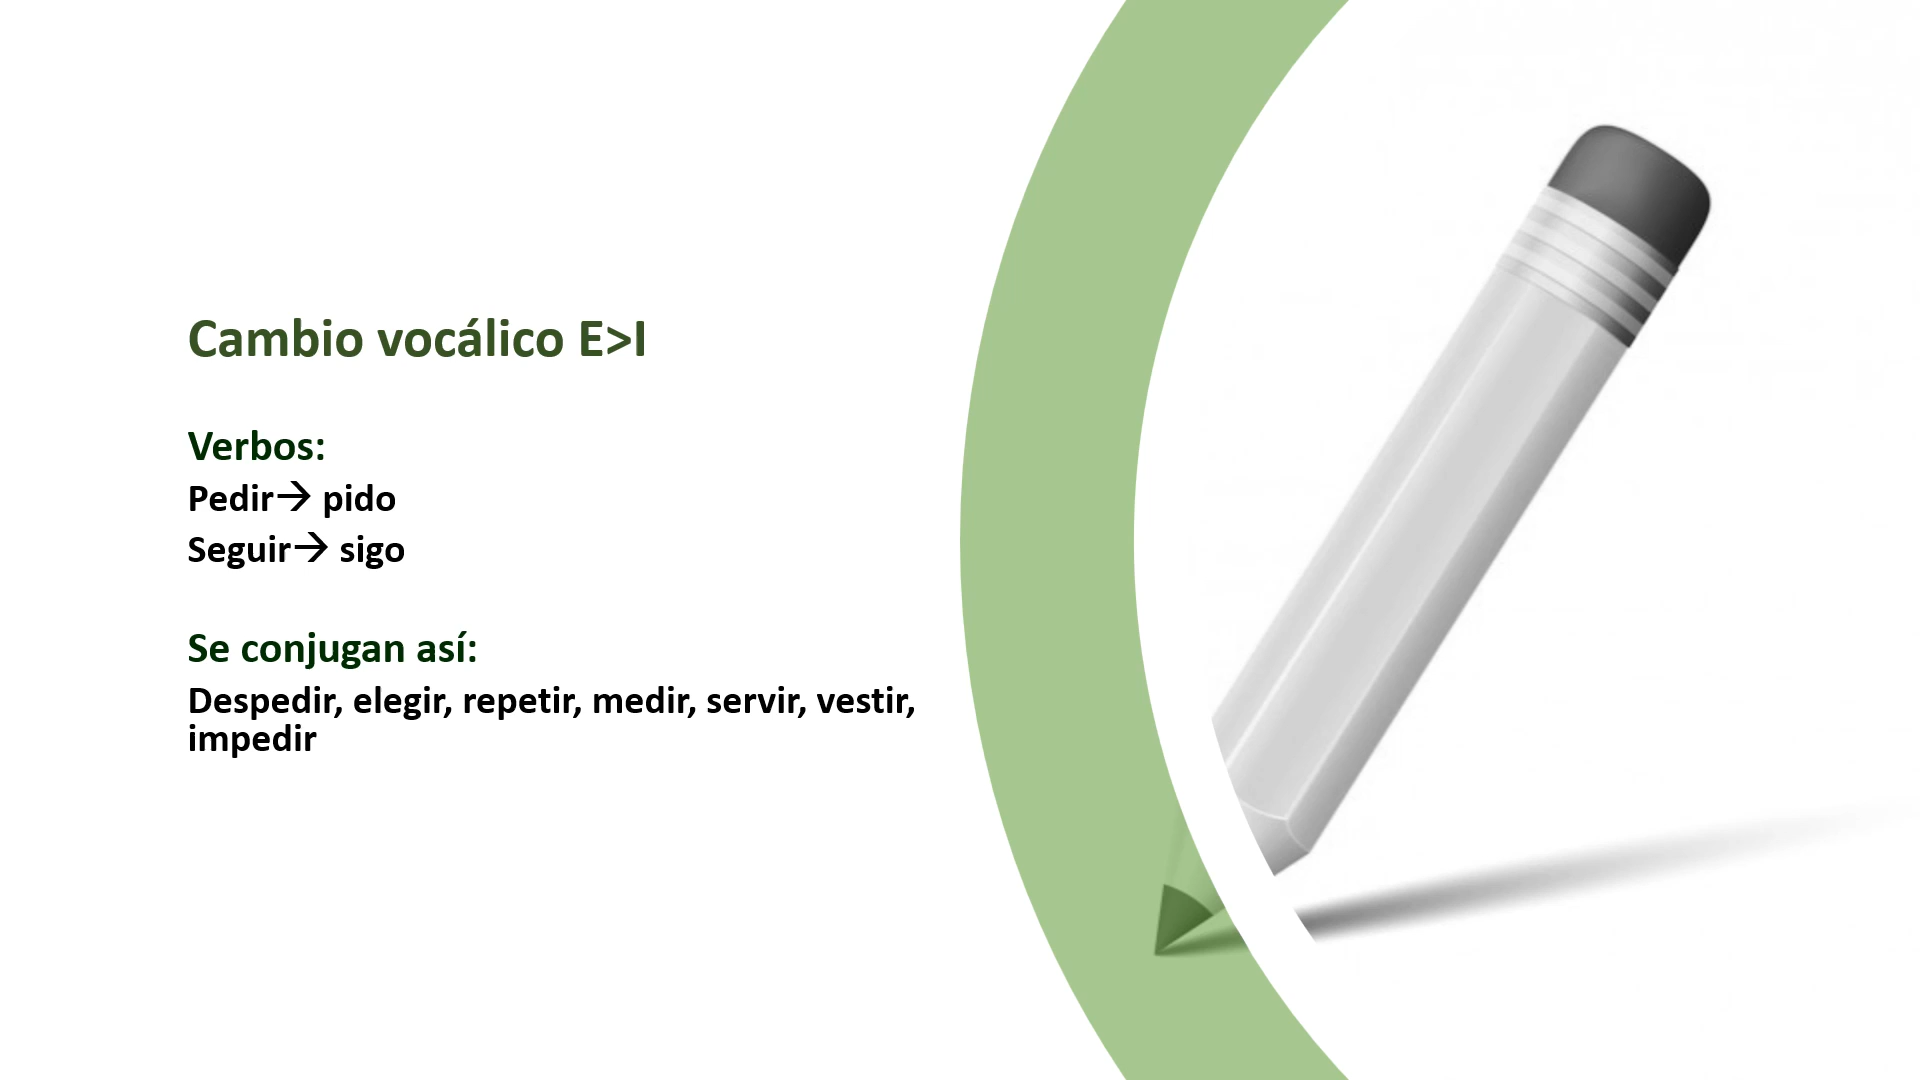 Cambio vocálico E>I
Verbos:
Pedir→ pido
Seguir→ sigo
Se conjugan así:
Despedir, elegir, repetir, medir, servir, vestir,
impedir